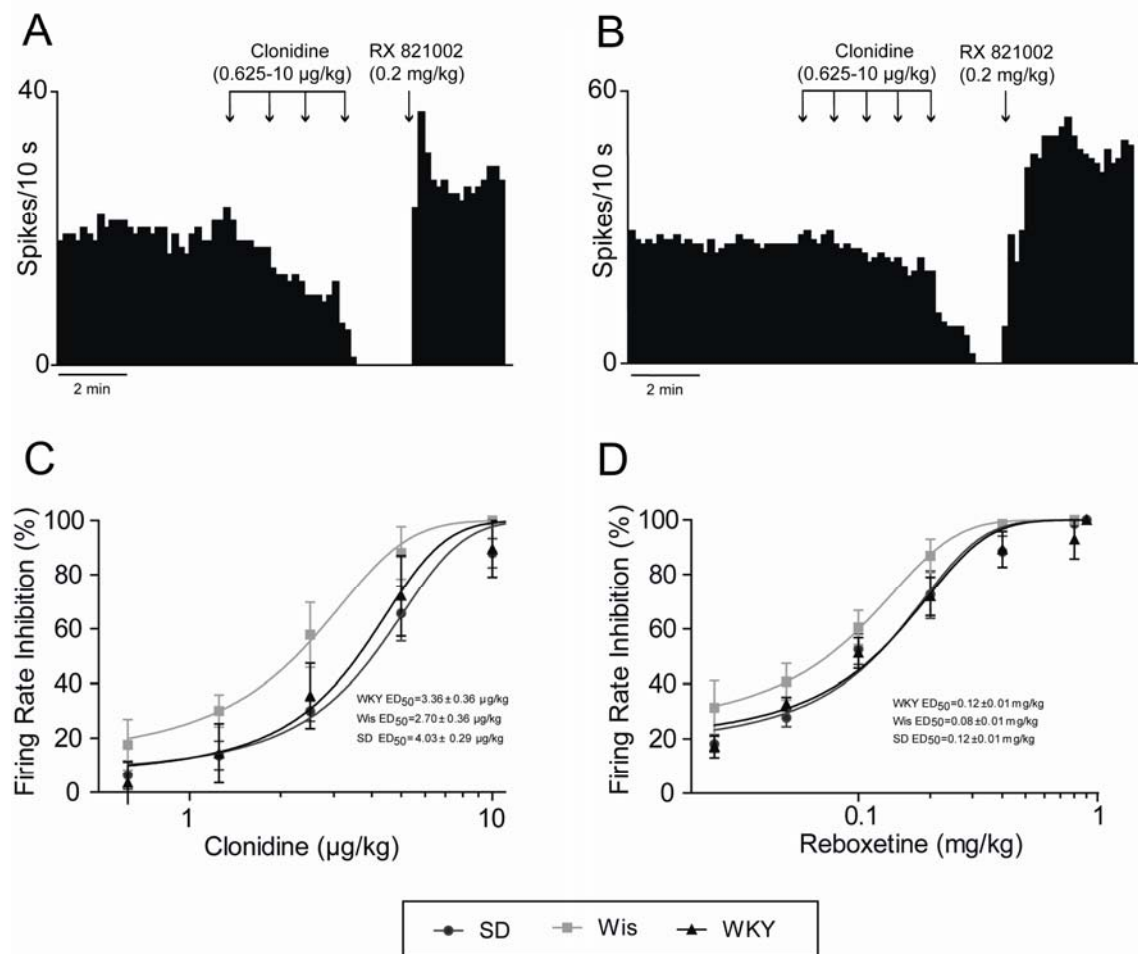 A
Clonidine
(0.625-10 µg/kg)
RX 821002
(0.2 mg/kg)
40
Spikes/10 s
0
2 min
B
Clonidine
(0.625-10 µg/kg)
RX 821002
(0.2 mg/kg)
60
Spikes/10 s
0
2 min
C
Firing Rate Inhibition (%)
100
80
60
40
20
0
WKY ED50=3.36±0.36 µg/kg
Wis ED50=2.70±0.36 µg/kg
SD ED50=4.03±0.29 µg/kg
1
10
Clonidine (µg/kg)
D
Firing Rate Inhibition (%)
100
80
60
40
20
0
WKY ED50=0.12±0.01 mg/kg
Wis ED50=0.08±0.01 mg/kg
SD ED50=0.12±0.01 mg/kg
0.1
1
Reboxetine (mg/kg)
SD Wis WKY